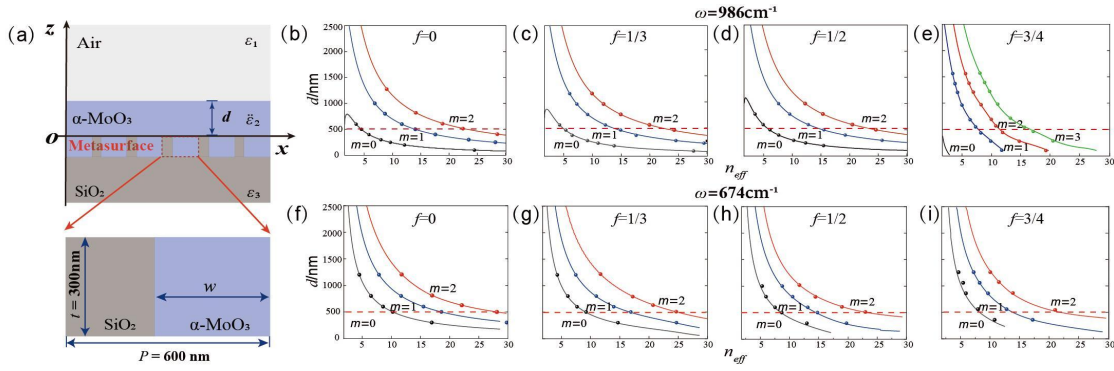 (a)
z
Air
ε₁
α-MoO₃
d
ε̈₂
o
x
Metasurface
SiO₂
ε₃
t = 300nm
w
SiO₂
α-MoO₃
P = 600 nm
ω=986cm⁻¹
(b)
f=0
d/nm
2500
2000
1500
1000
500
0
m=2
m=1
m=0
5 10 15 20 25 30
(c)
f=1/3
m=2
m=1
m=0
5 10 15 20 25 30
(d)
f=1/2
m=2
m=1
m=0
5 10 15 20 25 30
(e)
f=3/4
m=2
m=3
m=0
m=1
5 10 15 20 25 30
n_eff
ω=674cm⁻¹
(f)
f=0
d/nm
2500
2000
1500
1000
500
0
m=2
m=1
m=0
5 10 15 20 25 30
(g)
f=1/3
m=2
m=1
m=0
5 10 15 20 25 30
(h)
f=1/2
m=2
m=1
m=0
5 10 15 20 25 30
(i)
f=3/4
m=2
m=1
m=0
5 10 15 20 25 30
n_eff